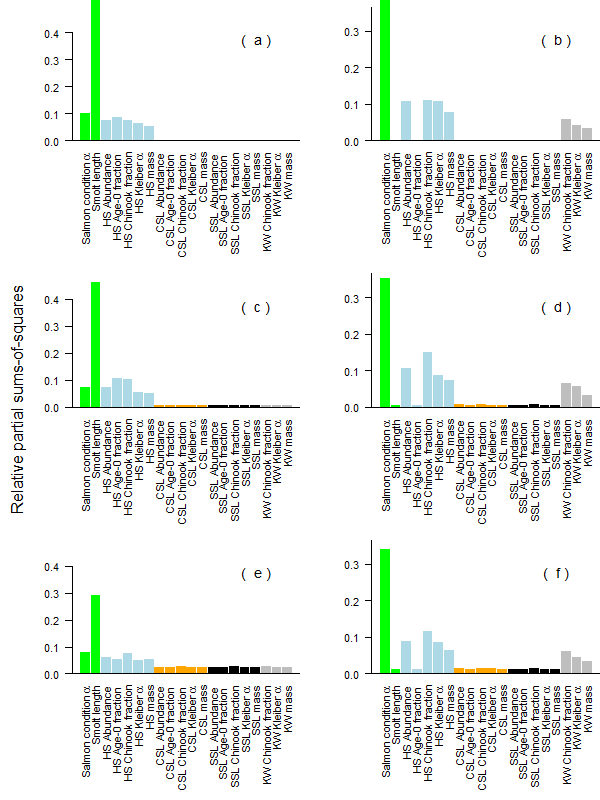 Relative partial sums-of-squares
( a )
0.4
0.3
0.2
0.1
0.0
Salmon condition α
Smolt length
HS Abundance
HS Age-0 fraction
HS Chinook fraction
HS Kleiber α
HS mass
CSL Abundance
CSL Age-0 fraction
CSL Chinook fraction
CSL Kleiber α
CSL mass
SSL Abundance
SSL Age-0 fraction
SSL Chinook fraction
SSL Kleiber α
SSL mass
KW Chinook fraction
KW Kleiber α
KW mass
( b )
0.3
0.2
0.1
0.0
Salmon condition α
Smolt length
HS Abundance
HS Age-0 fraction
HS Chinook fraction
HS Kleiber α
HS mass
CSL Abundance
CSL Age-0 fraction
CSL Chinook fraction
CSL Kleiber α
CSL mass
SSL Abundance
SSL Age-0 fraction
SSL Chinook fraction
SSL Kleiber α
SSL mass
KW Chinook fraction
KW Kleiber α
KW mass
( c )
0.4
0.3
0.2
0.1
0.0
Salmon condition α
Smolt length
HS Abundance
HS Age-0 fraction
HS Chinook fraction
HS Kleiber α
HS mass
CSL Abundance
CSL Age-0 fraction
CSL Chinook fraction
CSL Kleiber α
CSL mass
SSL Abundance
SSL Age-0 fraction
SSL Chinook fraction
SSL Kleiber α
SSL mass
KW Chinook fraction
KW Kleiber α
KW mass
( d )
0.3
0.2
0.1
0.0
Salmon condition α
Smolt length
HS Abundance
HS Age-0 fraction
HS Chinook fraction
HS Kleiber α
HS mass
CSL Abundance
CSL Age-0 fraction
CSL Chinook fraction
CSL Kleiber α
CSL mass
SSL Abundance
SSL Age-0 fraction
SSL Chinook fraction
SSL Kleiber α
SSL mass
KW Chinook fraction
KW Kleiber α
KW mass
( e )
0.4
0.3
0.2
0.1
0.0
Salmon condition α
Smolt length
HS Abundance
HS Age-0 fraction
HS Chinook fraction
HS Kleiber α
HS mass
CSL Abundance
CSL Age-0 fraction
CSL Chinook fraction
CSL Kleiber α
CSL mass
SSL Abundance
SSL Age-0 fraction
SSL Chinook fraction
SSL Kleiber α
SSL mass
KW Chinook fraction
KW Kleiber α
KW mass
( f )
0.3
0.2
0.1
0.0
Salmon condition α
Smolt length
HS Abundance
HS Age-0 fraction
HS Chinook fraction
HS Kleiber α
HS mass
CSL Abundance
CSL Age-0 fraction
CSL Chinook fraction
CSL Kleiber α
CSL mass
SSL Abundance
SSL Age-0 fraction
SSL Chinook fraction
SSL Kleiber α
SSL mass
KW Chinook fraction
KW Kleiber α
KW mass